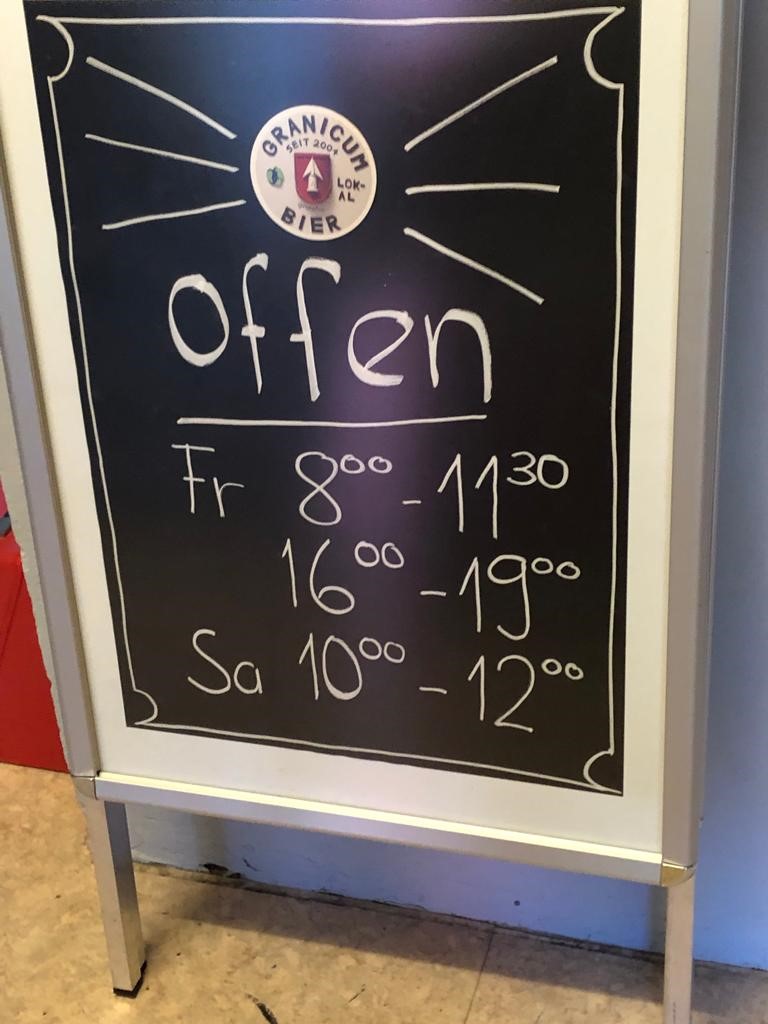 GRANICUM
SEIT 2004
LOK-
AL
BIER
Offen
Fr 8⁰⁰ - 11³⁰
16⁰⁰ - 19⁰⁰
Sa 10⁰⁰ - 12⁰⁰